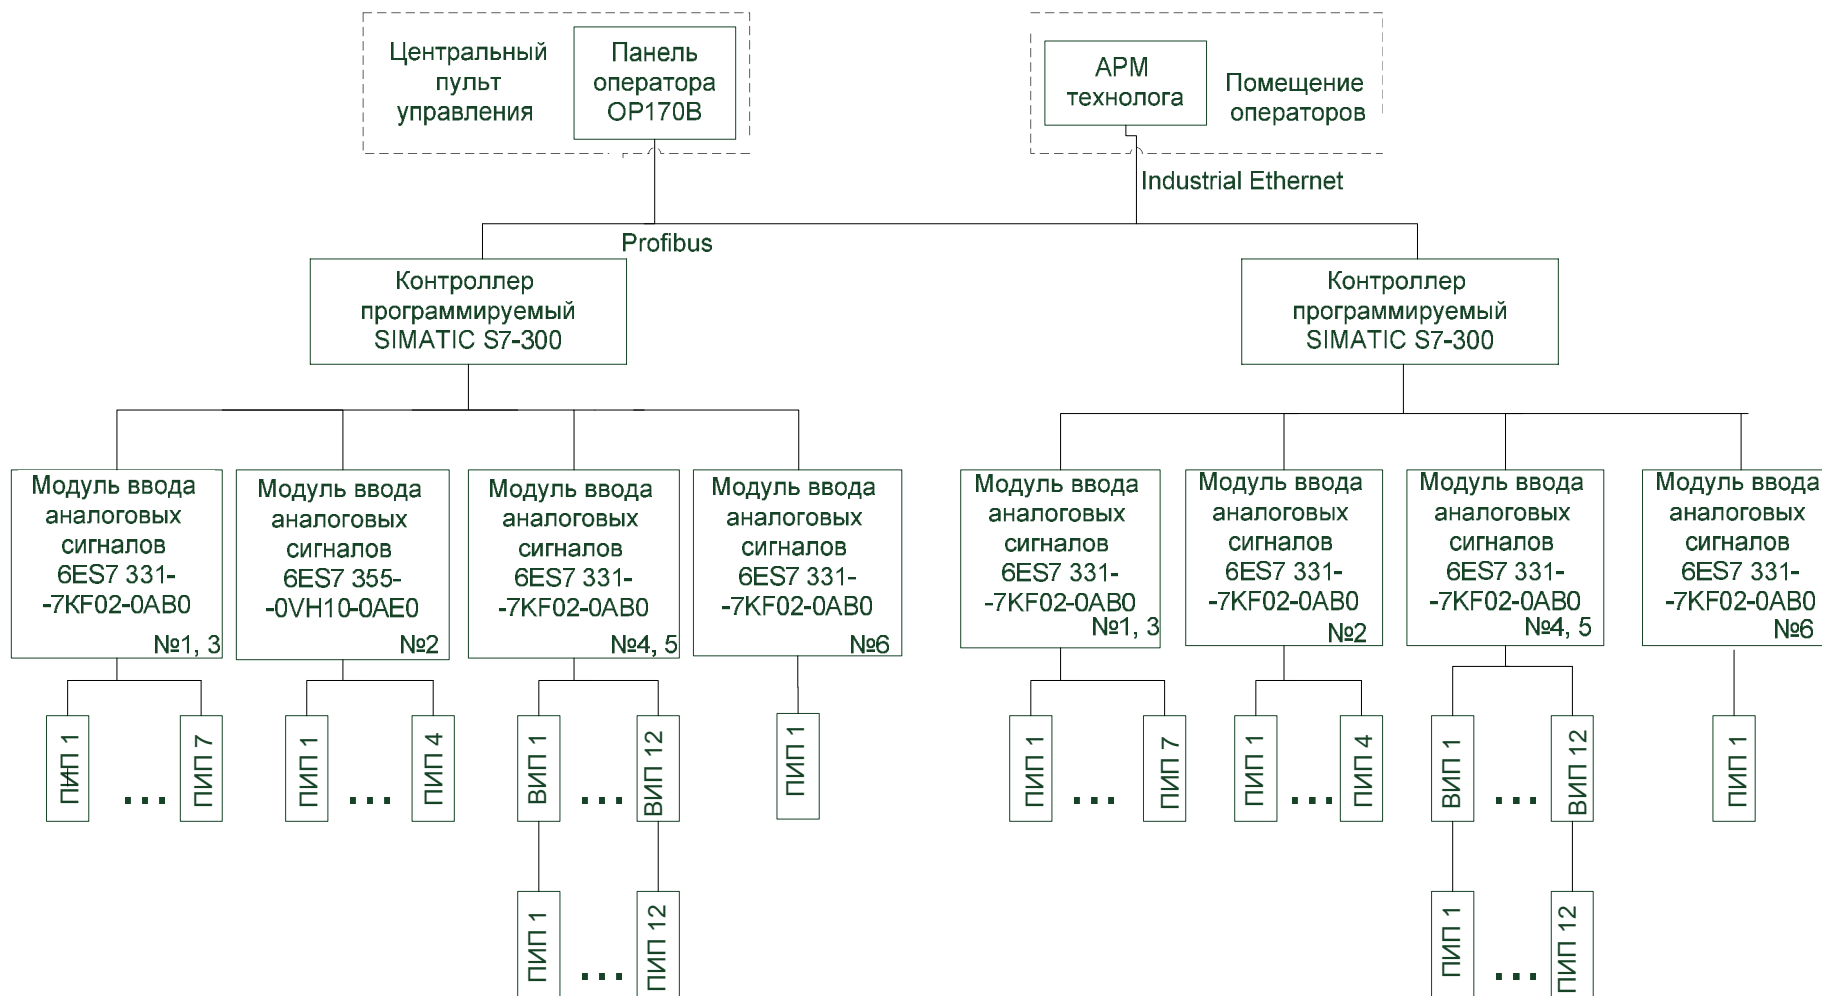 Центральный
пульт
управления
Панель
оператора
OP170B
АРМ
технолога
Помещение
операторов
Industrial Ethernet
Profibus
Контроллер
программируемый
SIMATIC S7-300
Контроллер
программируемый
SIMATIC S7-300
Модуль ввода
аналоговых
сигналов
6ES7 331-
-7KF02-0AB0
№1, 3
Модуль ввода
аналоговых
сигналов
6ES7 355-
-0VH10-0AE0
№2
Модуль ввода
аналоговых
сигналов
6ES7 331-
-7KF02-0AB0
№4, 5
Модуль ввода
аналоговых
сигналов
6ES7 331-
-7KF02-0AB0
№6
Модуль ввода
аналоговых
сигналов
6ES7 331-
-7KF02-0AB0
№1, 3
Модуль ввода
аналоговых
сигналов
6ES7 331-
-7KF02-0AB0
№2
Модуль ввода
аналоговых
сигналов
6ES7 331-
-7KF02-0AB0
№4, 5
Модуль ввода
аналоговых
сигналов
6ES7 331-
-7KF02-0AB0
№6
ПИП 1
...
ПИП 7
ПИП 1
...
ПИП 4
ВИП 1
...
ВИП 12
ПИП 1
ПИП 1
...
ПИП 7
ПИП 1
...
ПИП 4
ВИП 1
...
ВИП 12
ПИП 1
ПИП 1
...
ПИП 12
ПИП 1
...
ПИП 12